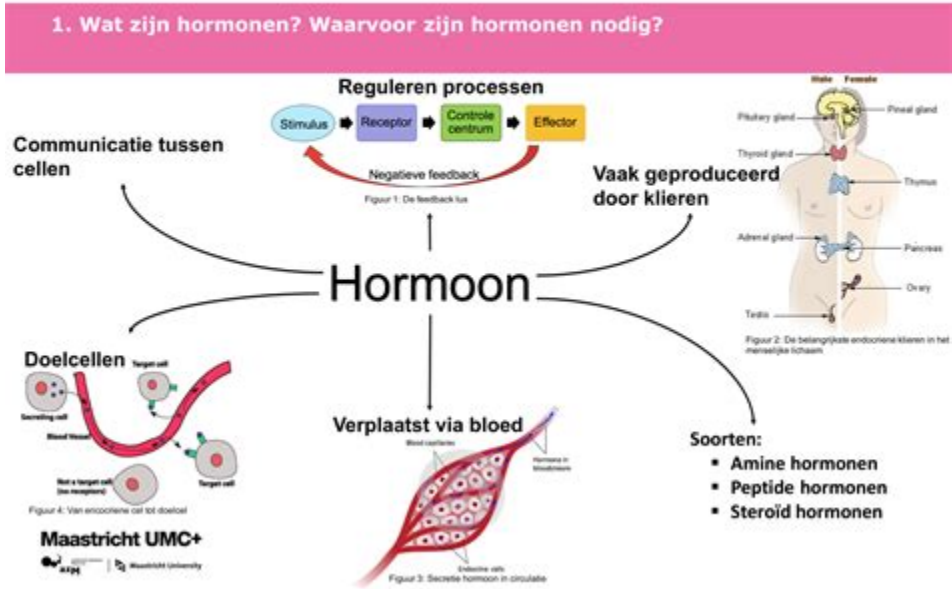 1. Wat zijn hormonen? Waarvoor zijn hormonen nodig?
Reguleren processen
Stimulus
Receptor
Controle
centrum
Effector
Negatieve feedback
Figuur 1: De feedback lus
Communicatie tussen
cellen
Vaak geproduceerd
door klieren
Male Female
Pituitary gland
Pineal gland
Thyroid gland
Thymus
Adrenal gland
Pancreas
Ovary
Testis
Figuur 2: De belangrijkste endocriene klieren in het
menselijke lichaam
Hormoon
Doelcellen
Target cell
Secreting cell
Blood Vessel
Not a target cell
(no receptors)
Target cell
Figuur 4: Van encocriene cel tot doelcel
Maastricht UMC+
Maastricht University
Verplaatst via bloed
Blood capillaries
Hormone in
bloodstream
Endocrine cells
Figuur 3: Secretie hormoon in circulatie
Soorten:
▪ Amine hormonen
▪ Peptide hormonen
▪ Steroïd hormonen